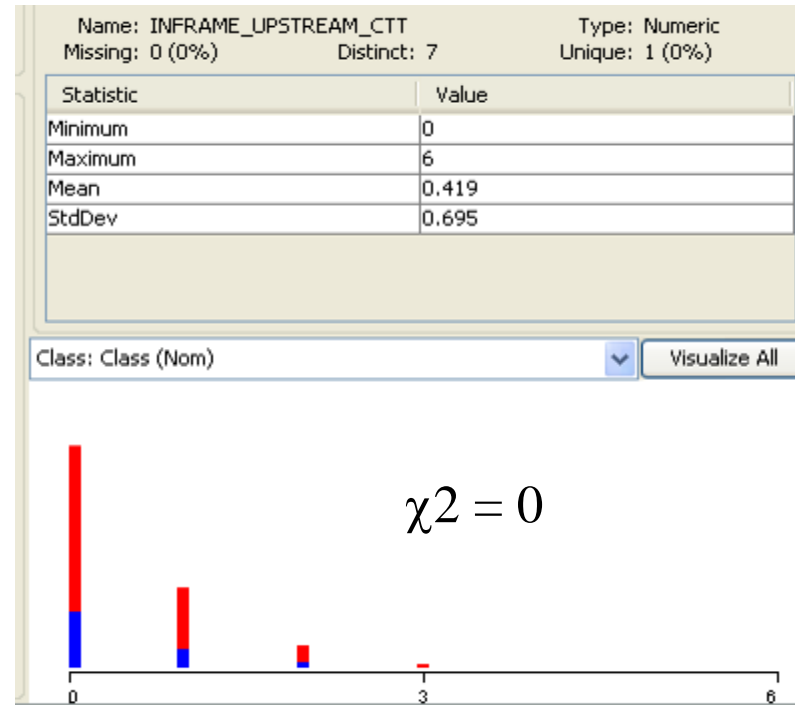 Name: INFRAME_UPSTREAM_CTT Type: Numeric
Missing: 0 (0%) Distinct: 7 Unique: 1 (0%)
Statistic Value
Minimum 0
Maximum 6
Mean 0.419
StdDev 0.695
Class: Class (Nom) Visualize All
χ2 = 0
0 3 6